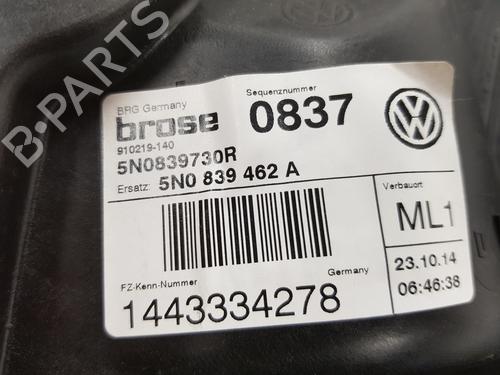 BRG Germany
brose
910219-140
5N0839730R
Ersatz: 5N0 839 462 A
Sequenznummer
0837
Verbauort
ML1
FZ-Kenn-Nummer
Germany
1443334278
23.10.14
06:46:38
B-PARTS